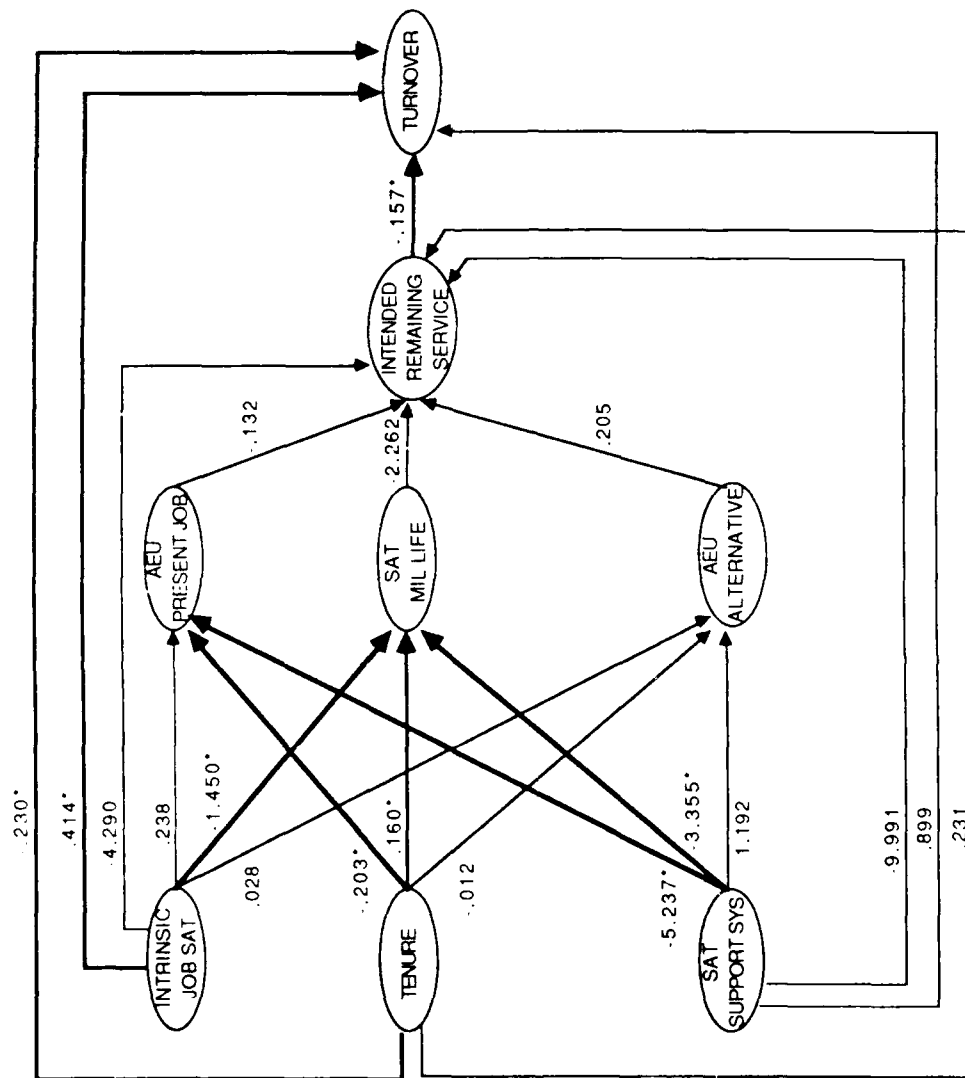 -.230*
.414*
-4.290
INTRINSIC
JOB SAT
.238
-1.450*
.028
AEU
PRESENT JOB
-.132
TENURE
-.203*
.160*
-.012
SAT
MIL LIFE
-2.262
INTENDED
REMAINING
SERVICE
-.157*
TURNOVER
SAT
SUPPORT SYS
-5.237*
-3.355*
1.192
AEU
ALTERNATIVE
.205
-9.991
.899
.231